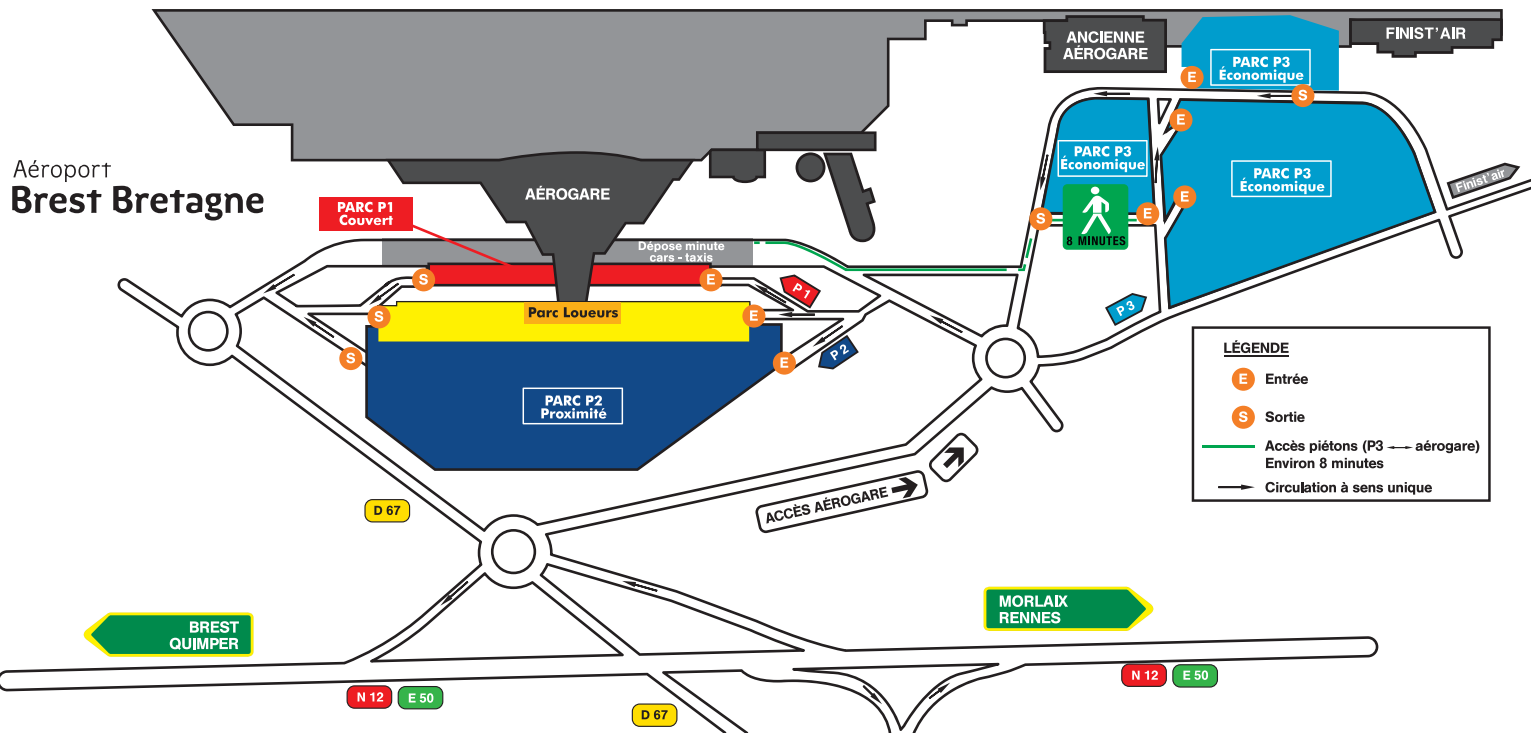 ANCIENNE
AÉROGARE
FINIST'AIR
PARC P3
Économique
E
S
E
Aéroport
Brest Bretagne
PARC P3
Économique
PARC P3
Économique
Finist'air
AÉROGARE
PARC P1
Couvert
E
S
E
8 MINUTES
Dépose minute
cars - taxis
S
E
P1
P 3
Parc Loueurs
S
E
P 2
S
E
PARC P2
Proximité
LÉGENDE
E Entrée
S Sortie
Accès piétons (P3 ⟷ aérogare)
Environ 8 minutes
→ Circulation à sens unique
ACCÈS AÉROGARE →
D 67
BREST
QUIMPER
MORLAIX
RENNES
N 12 E 50
N 12 E 50
D 67